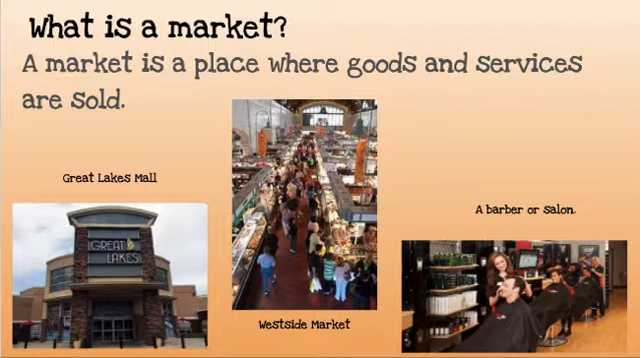 What is a market?
A market is a place where goods and services
are sold.
Great Lakes Mall
GREAT
LAKES
A barber or salon.
Westside Market